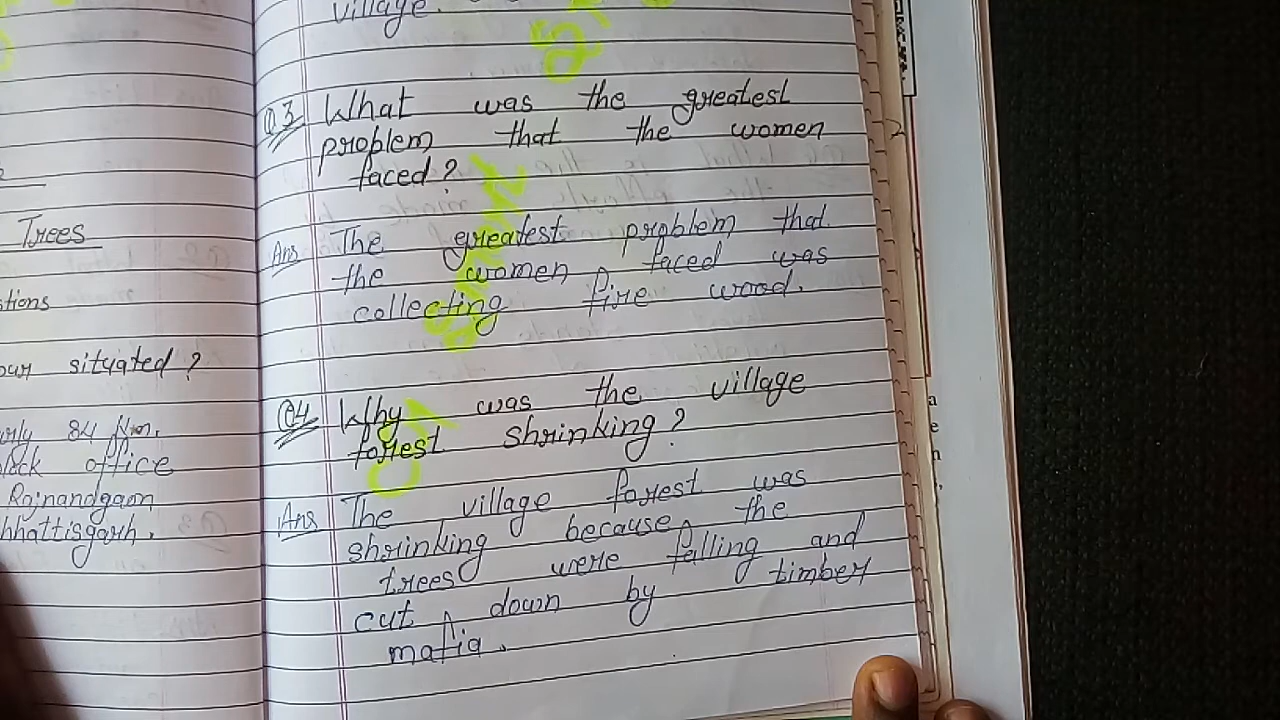 Trees
situated ?
84 Km.
office
Rajnandgaon
village.
Q3 What was the greatest
problem that the women
faced ?
Ans The greatest problem that
the women faced was
collecting fire wood.
Q4 Why was the village
forest shrinking ?
Ans The village forest was
shrinking because the
trees were falling and
cut down by timber
mafia.